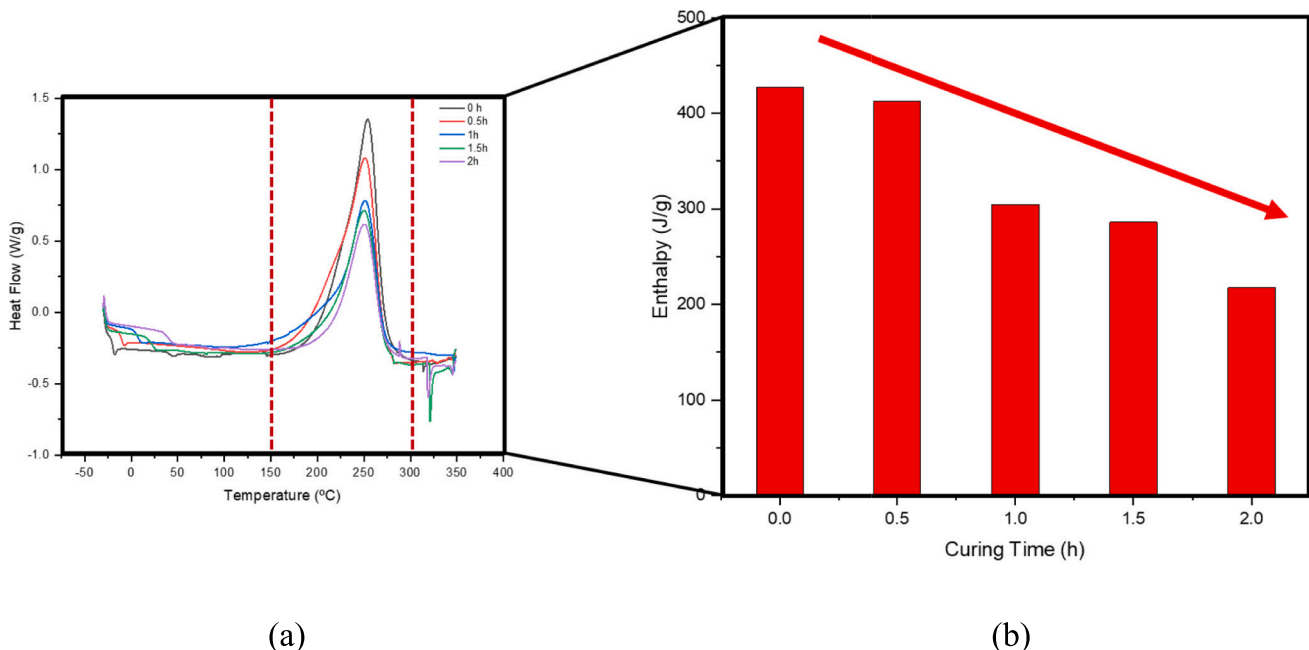 1.5
1.0
0.5
0.0
-0.5
-1.0
Heat Flow (W/g)
-50 0 50 100 150 200 250 300 350 400
Temperature (ºC)
0 h
0.5h
1h
1.5h
2h
(a)
500
400
300
200
100
0
Enthalpy (J/g)
0.0 0.5 1.0 1.5 2.0
Curing Time (h)
(b)